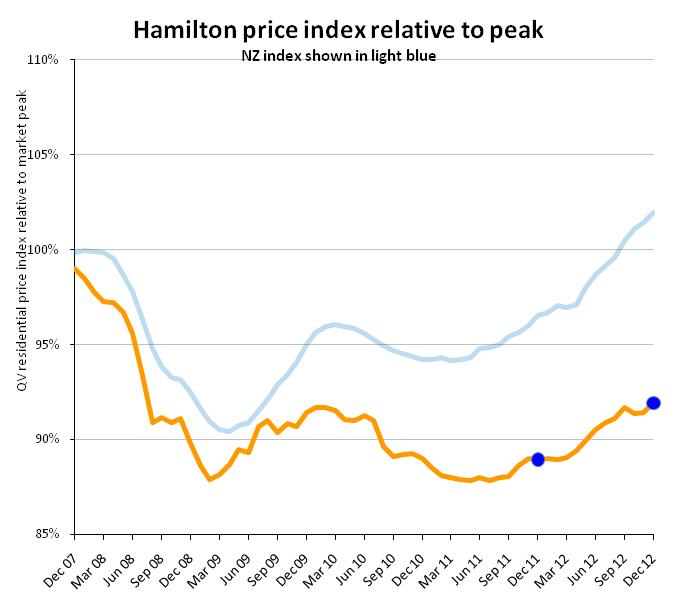 Hamilton price index relative to peak
NZ index shown in light blue
QV residential price index relative to market peak
110%
105%
100%
95%
90%
85%
Dec 07
Mar 08
Jun 08
Sep 08
Dec 08
Mar 09
Jun 09
Sep 09
Dec 09
Mar 10
Jun 10
Sep 10
Dec 10
Mar 11
Jun 11
Sep 11
Dec 11
Mar 12
Jun 12
Sep 12
Dec 12